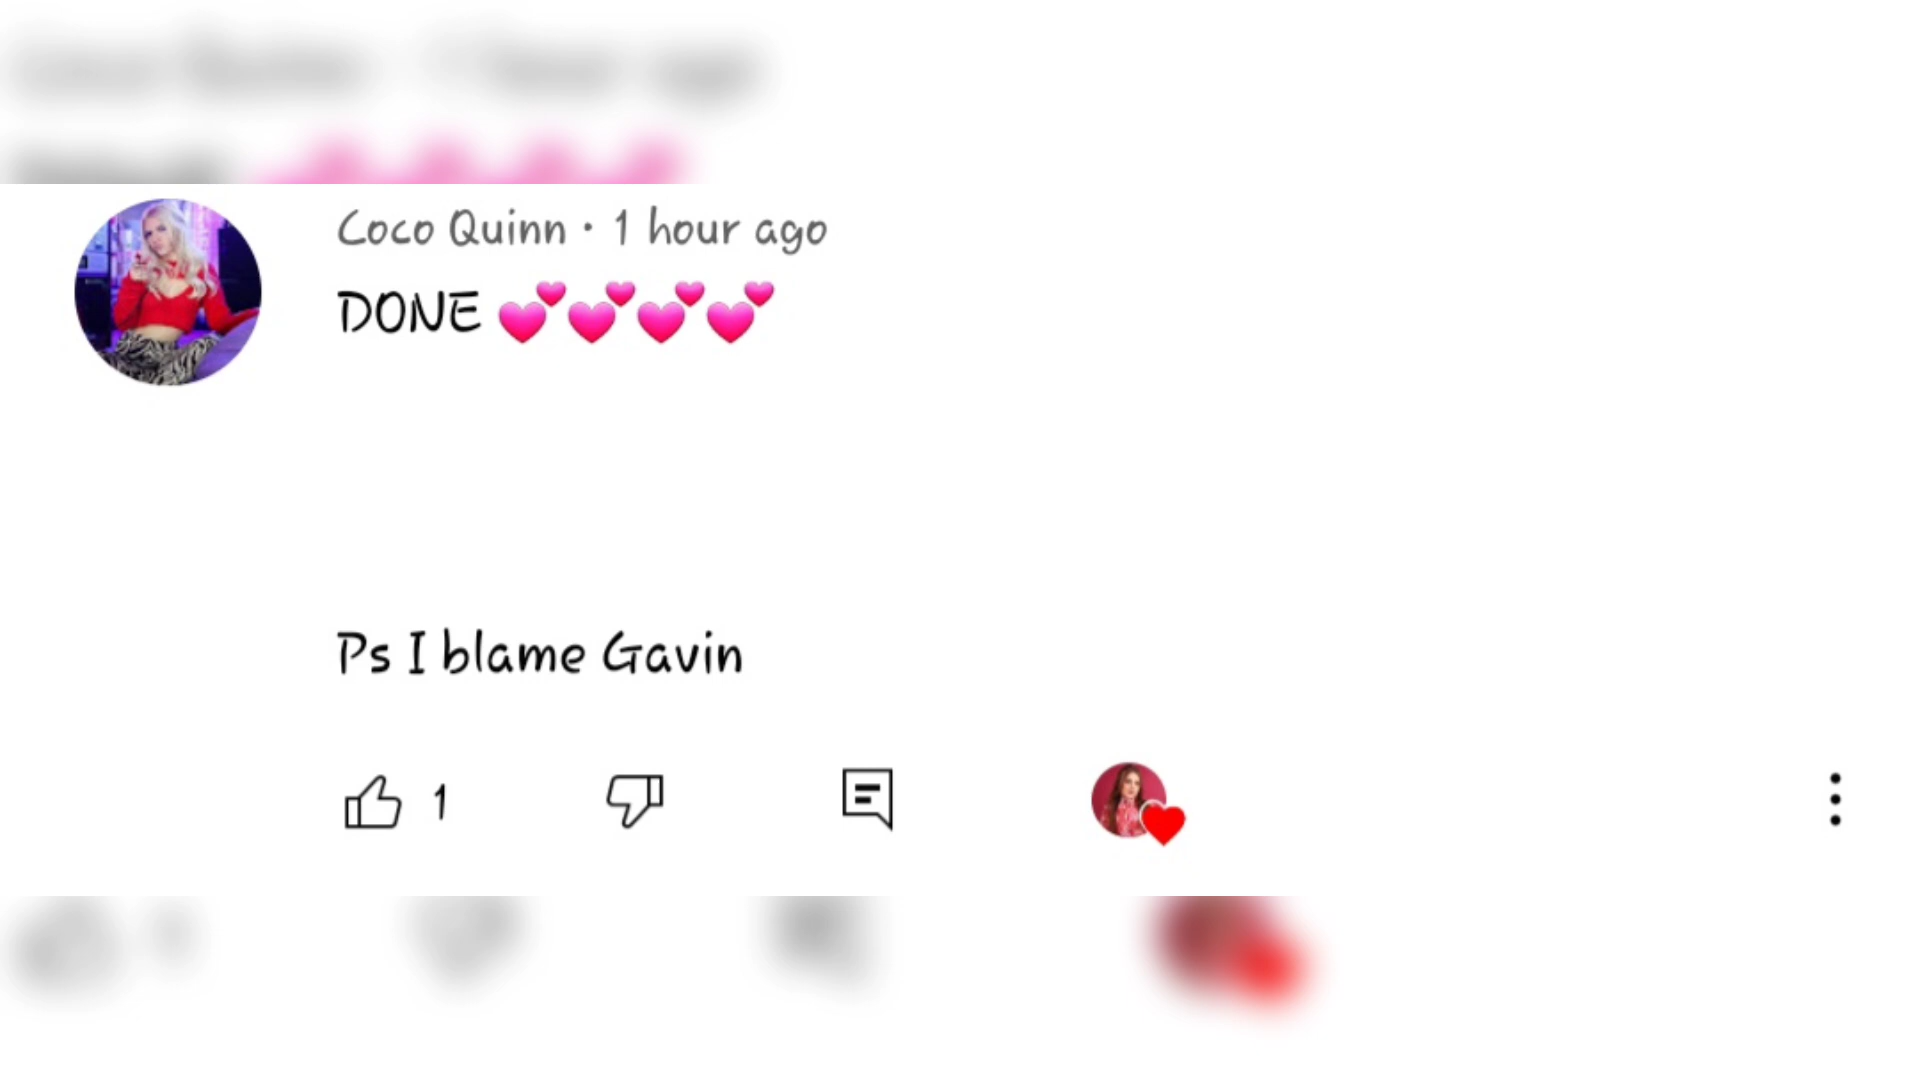 Coco Quinn · 1 hour ago
DONE 💕💕💕💕
Ps I blame Gavin
1